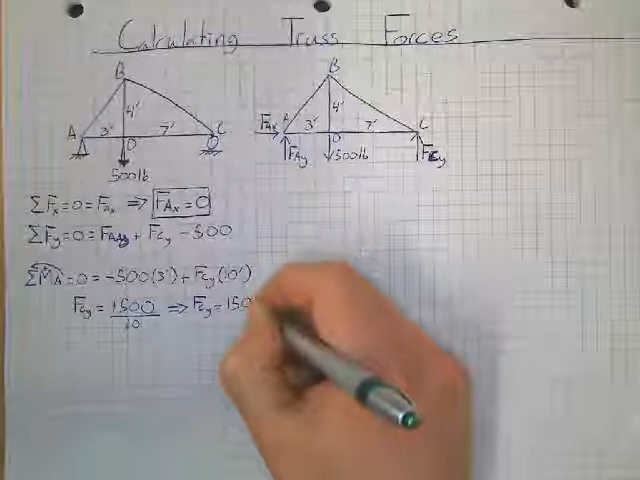 Calculating Truss Forces
B B
A 3' 4' 7' C FAx A 3' 4' 7' C
D D
500lb FAy 500lb FCy
ΣFx=0=FAx ⇒ FAx=0
ΣFy=0=FAy + FCy -500
ΣMA=0=-500(3')+FCy(10')
FCy = 1500/10 ⇒ FCy=150